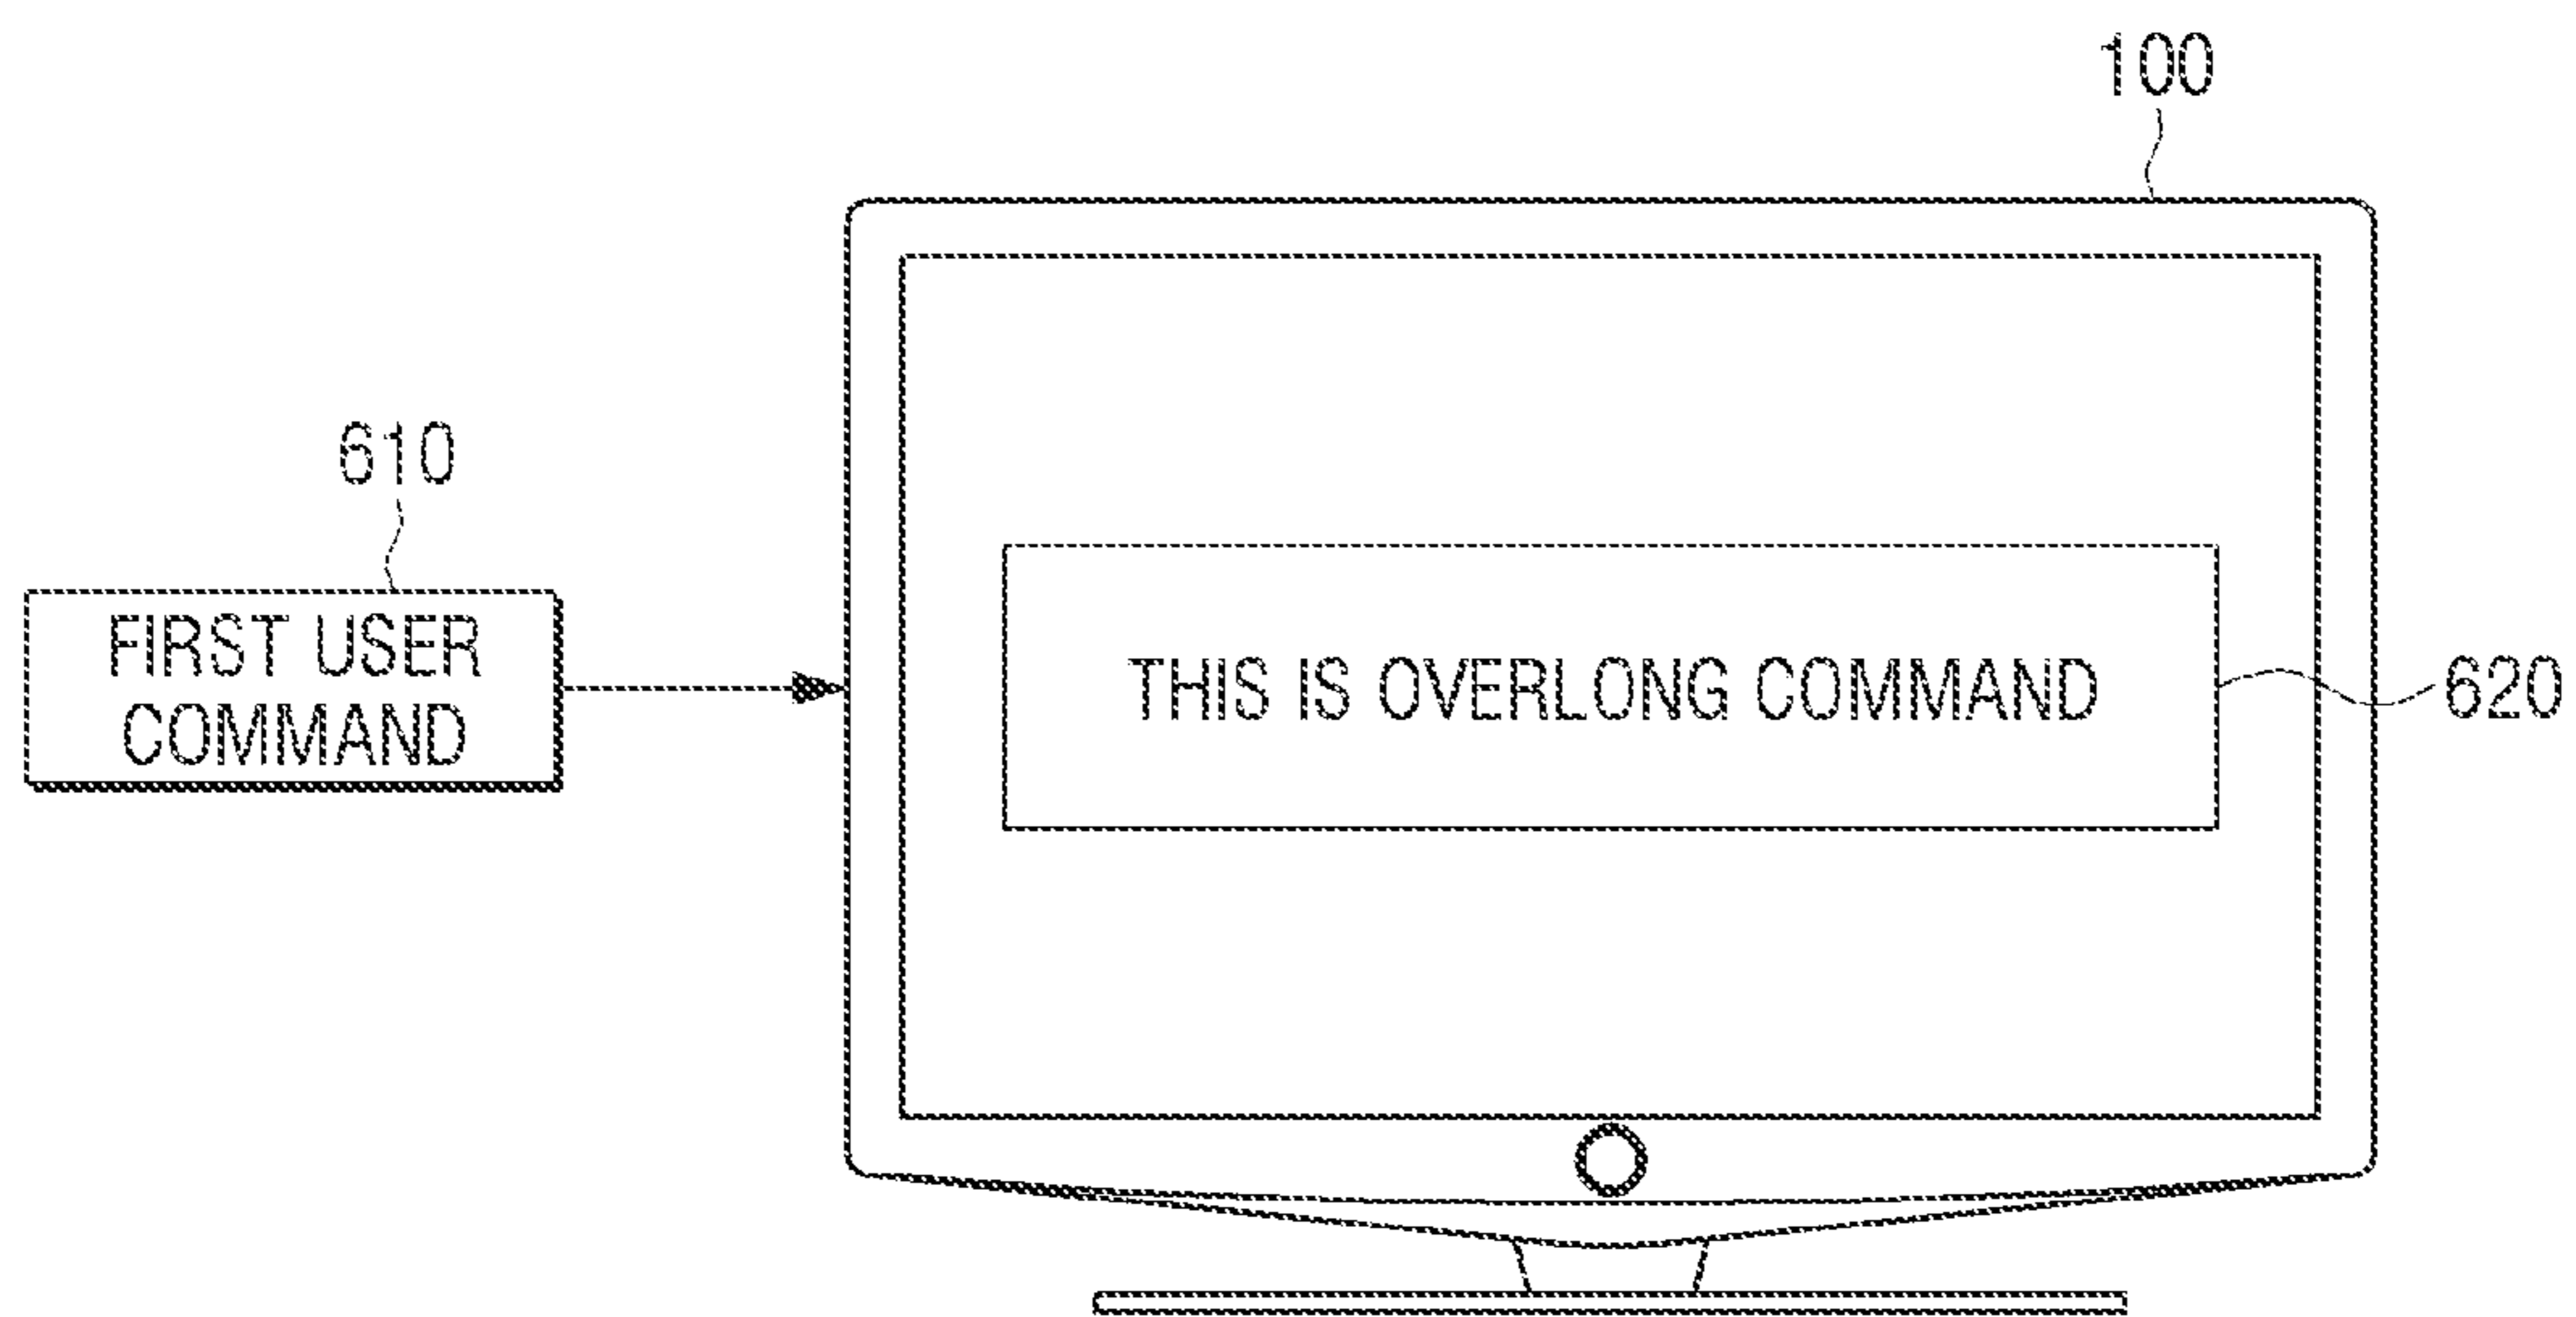 100
610
FIRST USER
COMMAND
THIS IS OVERLONG COMMAND
620